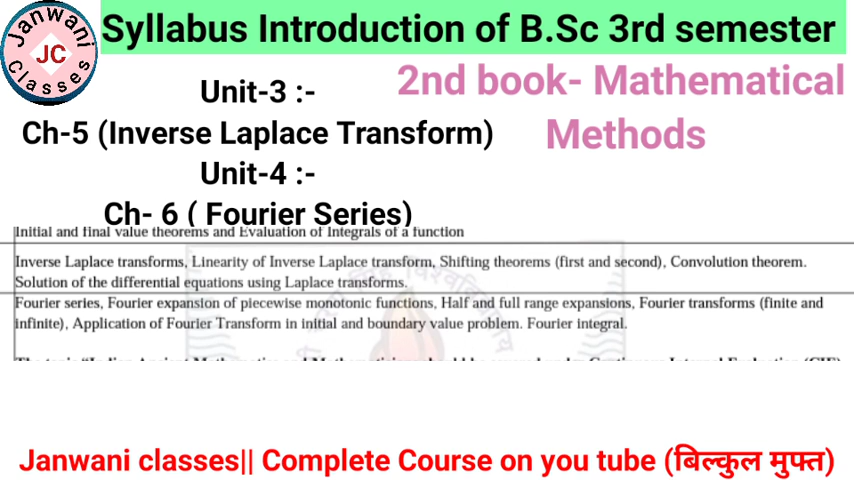 Janwani
JC
Classes
Syllabus Introduction of B.Sc 3rd semester
2nd book- Mathematical
Methods
Unit-3 :-
Ch-5 (Inverse Laplace Transform)
Unit-4 :-
Ch- 6 ( Fourier Series)
Initial and final value theorems and Evaluation of Integrals of a function
Inverse Laplace transforms, Linearity of Inverse Laplace transform, Shifting theorems (first and second), Convolution theorem.
Solution of the differential equations using Laplace transforms.
Fourier series, Fourier expansion of piecewise monotonic functions, Half and full range expansions, Fourier transforms (finite and
infinite), Application of Fourier Transform in initial and boundary value problem. Fourier integral.
Janwani classes|| Complete Course on you tube (बिल्कुल मुफ्त)